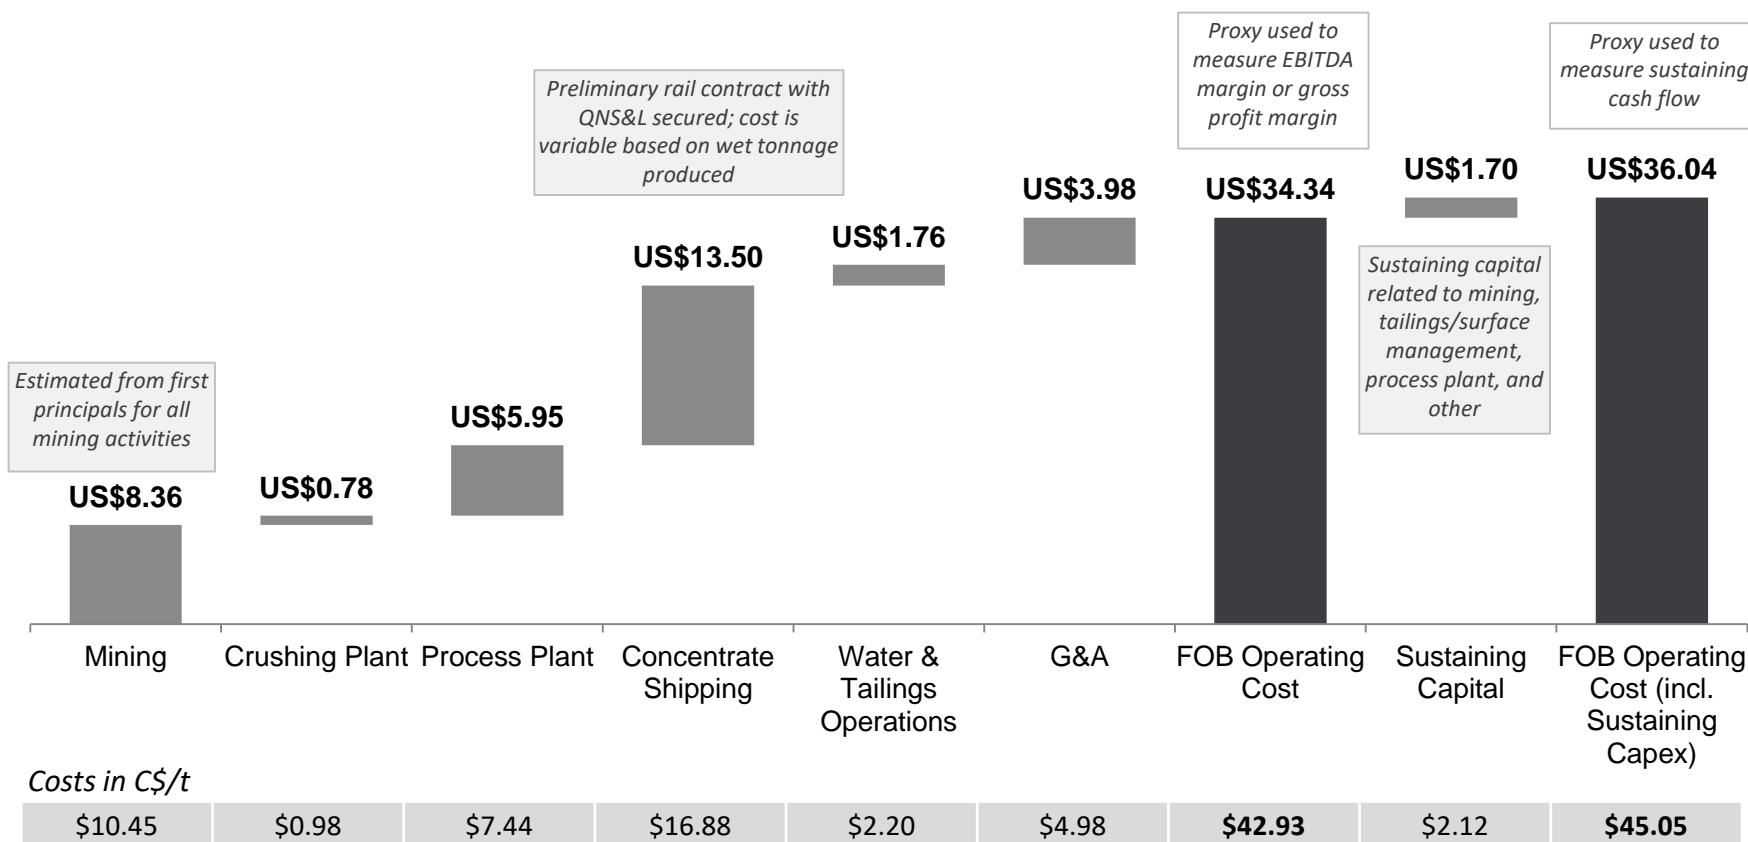 Proxy used to
measure EBITDA
margin or gross
profit margin
Proxy used to
measure sustaining
cash flow
Preliminary rail contract with
QNS&L secured; cost is
variable based on wet tonnage
produced
US$3.98
US$34.34
US$1.70
US$36.04
US$13.50
US$1.76
Sustaining capital
related to mining,
tailings/surface
management,
process plant, and
other
Estimated from first
principals for all
mining activities
US$5.95
US$8.36
US$0.78
Mining
Crushing Plant
Process Plant
Concentrate
Shipping
Water &
Tailings
Operations
G&A
FOB Operating
Cost
Sustaining
Capital
FOB Operating
Cost (incl.
Sustaining
Capex)
Costs in C$/t
$10.45 $0.98 $7.44 $16.88 $2.20 $4.98 $42.93 $2.12 $45.05